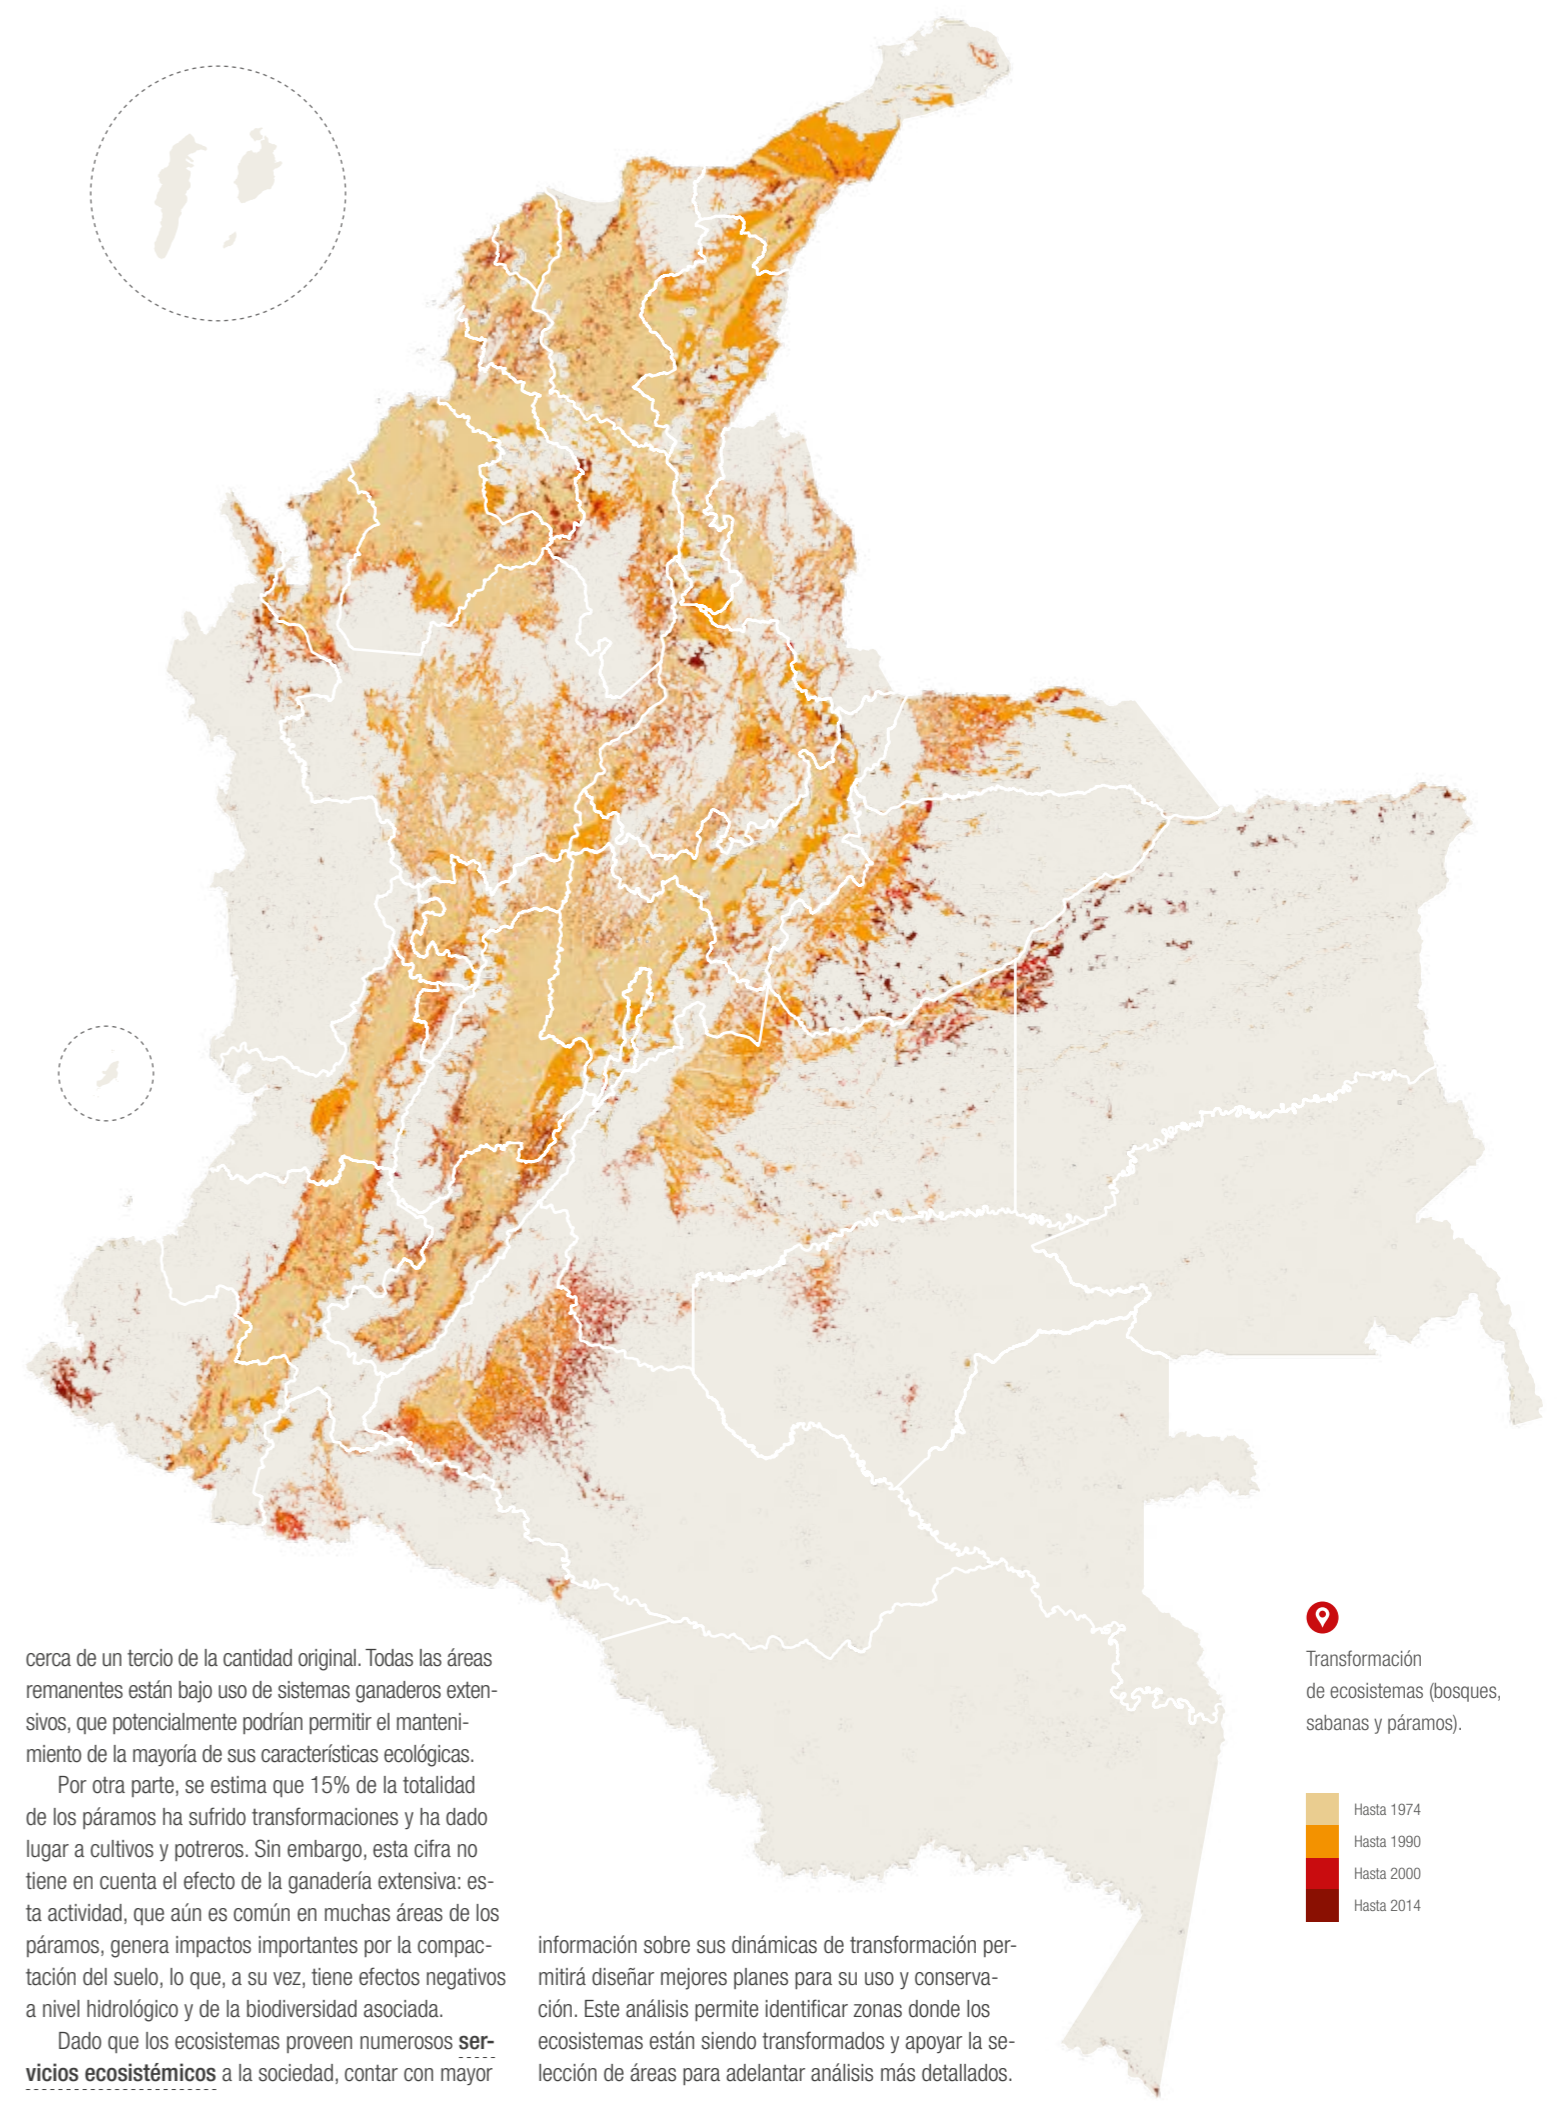 cerca de un tercio de la cantidad original. Todas las áreas
remanentes están bajo uso de sistemas ganaderos exten-
sivos, que potencialmente podrían permitir el manteni-
miento de la mayoría de sus características ecológicas.
Por otra parte, se estima que 15% de la totalidad
de los páramos ha sufrido transformaciones y ha dado
lugar a cultivos y potreros. Sin embargo, esta cifra no
tiene en cuenta el efecto de la ganadería extensiva: es-
ta actividad, que aún es común en muchas áreas de los
páramos, genera impactos importantes por la compac-
tación del suelo, lo que, a su vez, tiene efectos negativos
a nivel hidrológico y de la biodiversidad asociada.
Dado que los ecosistemas proveen numerosos ser-
vicios ecosistémicos a la sociedad, contar con mayor
información sobre sus dinámicas de transformación per-
mitirá diseñar mejores planes para su uso y conserva-
ción. Este análisis permite identificar zonas donde los
ecosistemas están siendo transformados y apoyar la se-
lección de áreas para adelantar análisis más detallados.
Transformación
de ecosistemas (bosques,
sabanas y páramos).
Hasta 1974
Hasta 1990
Hasta 2000
Hasta 2014